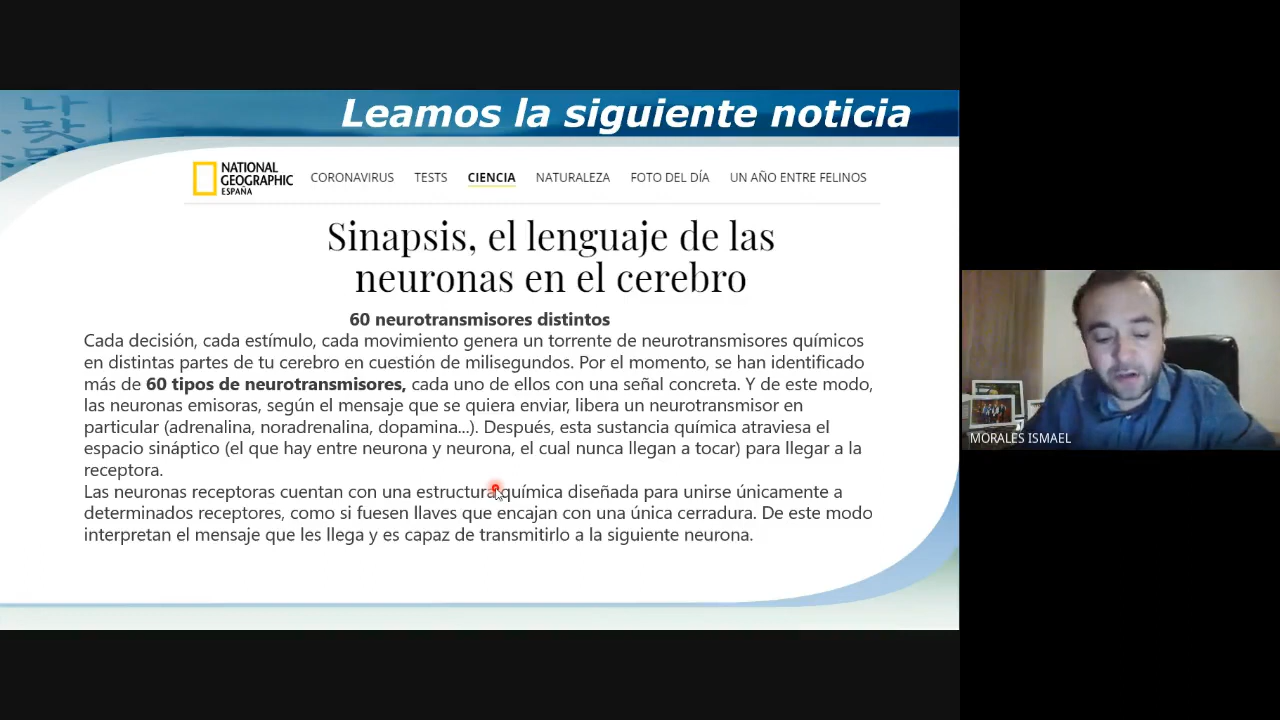 Leamos la siguiente noticia
NATIONAL
GEOGRAPHIC
ESPAÑA
CORONAVIRUS TESTS CIENCIA NATURALEZA FOTO DEL DÍA UN AÑO ENTRE FELINOS
Sinapsis, el lenguaje de las
neuronas en el cerebro
60 neurotransmisores distintos
Cada decisión, cada estímulo, cada movimiento genera un torrente de neurotransmisores químicos
en distintas partes de tu cerebro en cuestión de milisegundos. Por el momento, se han identificado
más de 60 tipos de neurotransmisores, cada uno de ellos con una señal concreta. Y de este modo,
las neuronas emisoras, según el mensaje que se quiera enviar, libera un neurotransmisor en
particular (adrenalina, noradrenalina, dopamina...). Después, esta sustancia química atraviesa el
espacio sináptico (el que hay entre neurona y neurona, el cual nunca llegan a tocar) para llegar a la
receptora.
Las neuronas receptoras cuentan con una estructura química diseñada para unirse únicamente a
determinados receptores, como si fuesen llaves que encajan con una única cerradura. De este modo
interpretan el mensaje que les llega y es capaz de transmitirlo a la siguiente neurona.
MORALES ISMAEL